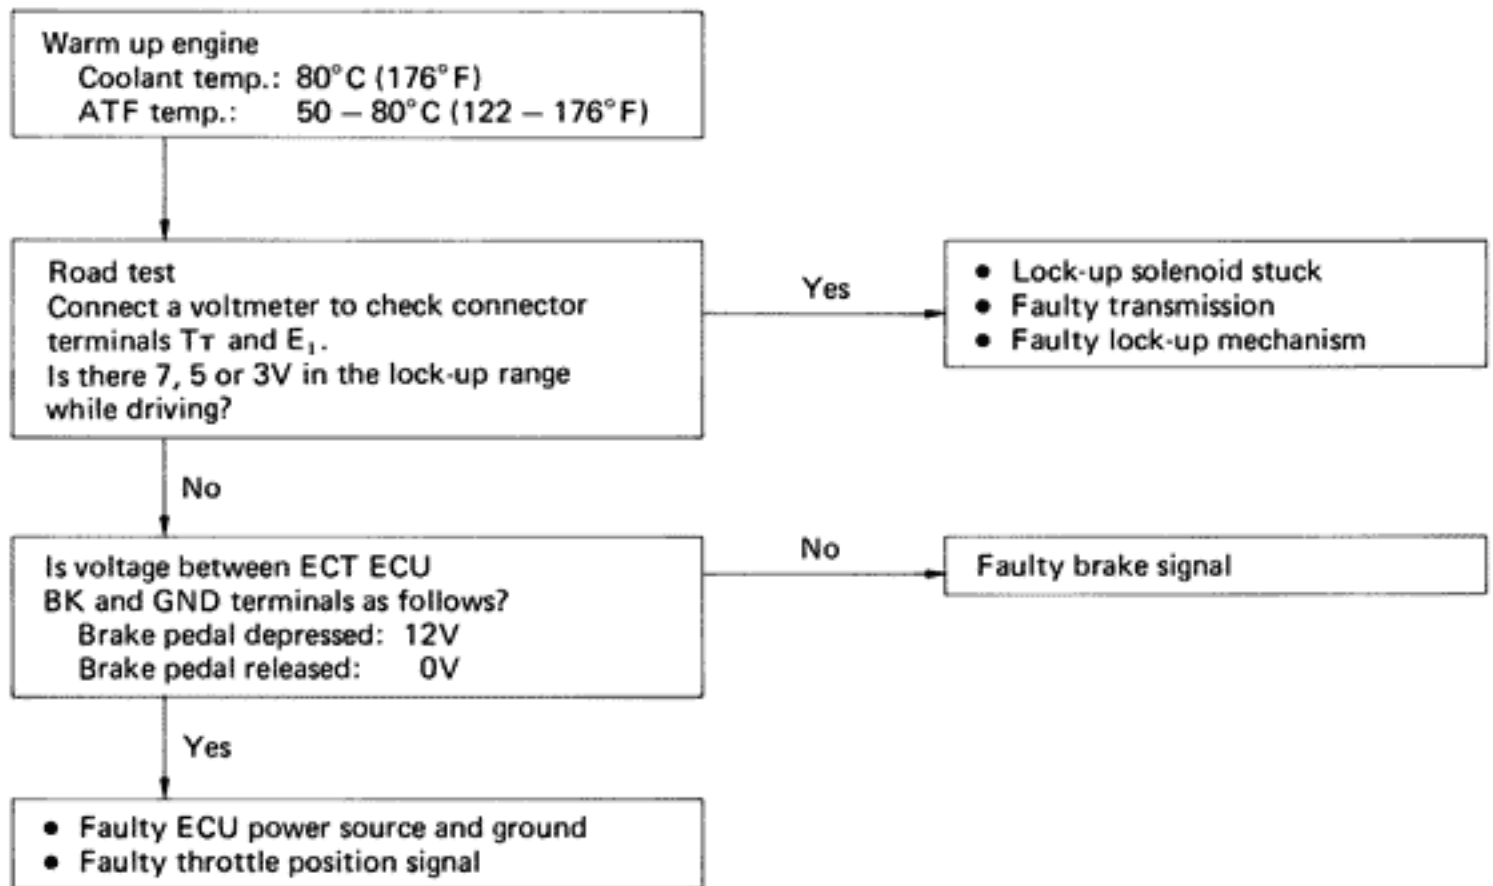 Warm up engine
Coolant temp.: 80°C (176°F)
ATF temp.: 50 – 80°C (122 – 176°F)
Road test
Connect a voltmeter to check connector
terminals TT and E₁.
Is there 7, 5 or 3V in the lock-up range
while driving?
Yes
● Lock-up solenoid stuck
● Faulty transmission
● Faulty lock-up mechanism
No
Is voltage between ECT ECU
BK and GND terminals as follows?
Brake pedal depressed: 12V
Brake pedal released: 0V
No
Faulty brake signal
Yes
● Faulty ECU power source and ground
● Faulty throttle position signal